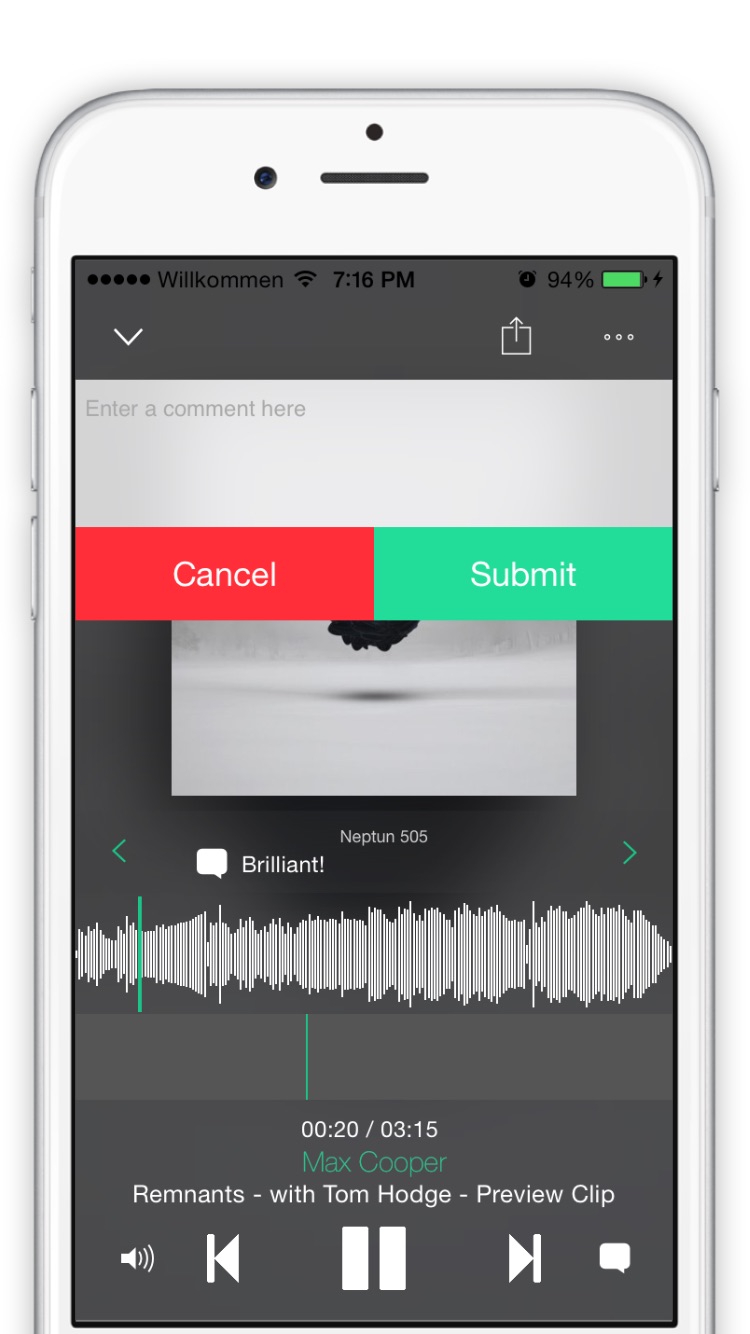 Willkommen 7:16 PM 94%
Enter a comment here
Cancel Submit
Neptun 505
Brilliant!
00:20 / 03:15
Max Cooper
Remnants - with Tom Hodge - Preview Clip